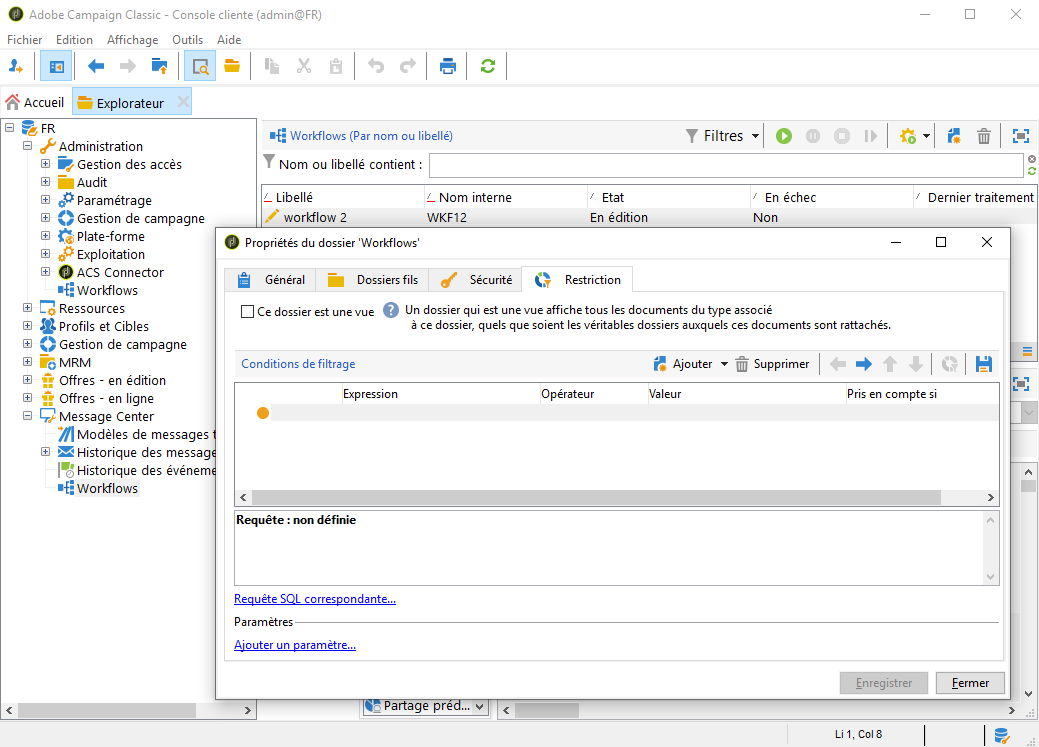 Adobe Campaign Classic - Console cliente (admin@FR)
Fichier Edition Affichage Outils Aide
Accueil Explorateur
FR
Administration
Gestion des accès
Audit
Paramétrage
Gestion de campagne
Plate-forme
Exploitation
ACS Connector
Workflows
Ressources
Profils et Cibles
Gestion de campagne
MRM
Offres - en édition
Offres - en ligne
Message Center
Modèles de messages t
Historique des message
Historique des événeme
Workflows
Workflows (Par nom ou libellé)
Filtres
Nom ou libellé contient :
Libellé Nom interne Etat En échec Dernier traitement
workflow 2 WKF12 En édition Non
Propriétés du dossier 'Workflows'
Général Dossiers fils Sécurité Restriction
Ce dossier est une vue
Un dossier qui est une vue affiche tous les documents du type associé
à ce dossier, quels que soient les véritables dossiers auxquels ces documents sont rattachés.
Conditions de filtrage Ajouter Supprimer
Expression Opérateur Valeur Pris en compte si
Requête : non définie
Requête SQL correspondante...
Paramètres
Ajouter un paramètre...
Enregistrer Fermer
Partage préd...
Li 1, Col 8